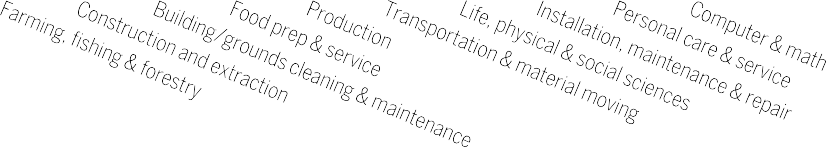 Farming, fishing & forestry
Construction and extraction
Building/grounds cleaning & maintenance
Food prep & service
Production
Transportation & material moving
Life, physical & social sciences
Installation, maintenance & repair
Personal care & service
Computer & math